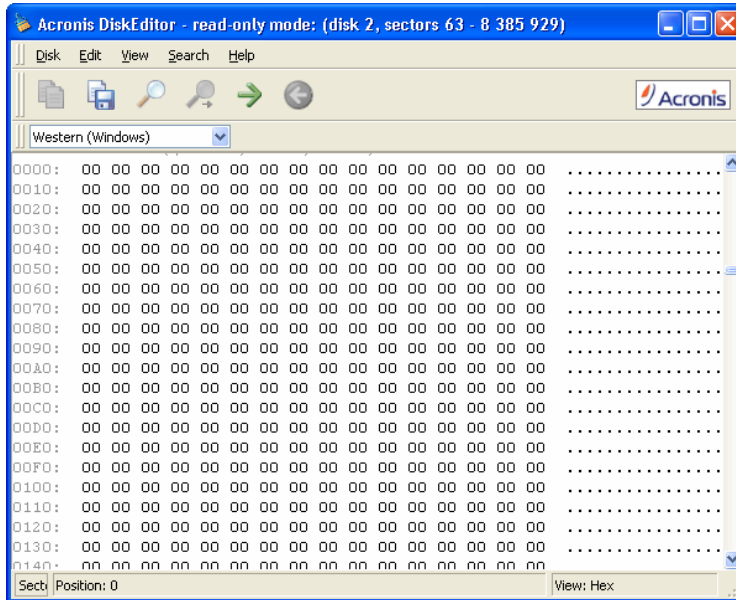 Acronis DiskEditor - read-only mode: (disk 2, sectors 63 - 8 385 929)
Disk Edit View Search Help
Acronis
Western (Windows)
0000: 00 00 00 00 00 00 00 00 00 00 00 00 00 00 00 00 ................
0010: 00 00 00 00 00 00 00 00 00 00 00 00 00 00 00 00 ................
0020: 00 00 00 00 00 00 00 00 00 00 00 00 00 00 00 00 ................
0030: 00 00 00 00 00 00 00 00 00 00 00 00 00 00 00 00 ................
0040: 00 00 00 00 00 00 00 00 00 00 00 00 00 00 00 00 ................
0050: 00 00 00 00 00 00 00 00 00 00 00 00 00 00 00 00 ................
0060: 00 00 00 00 00 00 00 00 00 00 00 00 00 00 00 00 ................
0070: 00 00 00 00 00 00 00 00 00 00 00 00 00 00 00 00 ................
0080: 00 00 00 00 00 00 00 00 00 00 00 00 00 00 00 00 ................
0090: 00 00 00 00 00 00 00 00 00 00 00 00 00 00 00 00 ................
00A0: 00 00 00 00 00 00 00 00 00 00 00 00 00 00 00 00 ................
00B0: 00 00 00 00 00 00 00 00 00 00 00 00 00 00 00 00 ................
00C0: 00 00 00 00 00 00 00 00 00 00 00 00 00 00 00 00 ................
00D0: 00 00 00 00 00 00 00 00 00 00 00 00 00 00 00 00 ................
00E0: 00 00 00 00 00 00 00 00 00 00 00 00 00 00 00 00 ................
00F0: 00 00 00 00 00 00 00 00 00 00 00 00 00 00 00 00 ................
0100: 00 00 00 00 00 00 00 00 00 00 00 00 00 00 00 00 ................
0110: 00 00 00 00 00 00 00 00 00 00 00 00 00 00 00 00 ................
0120: 00 00 00 00 00 00 00 00 00 00 00 00 00 00 00 00 ................
0130: 00 00 00 00 00 00 00 00 00 00 00 00 00 00 00 00 ................
0140: 00 00 00 00 00 00 00 00 00 00 00 00 00 00 00 00
Sect Position: 0 View: Hex